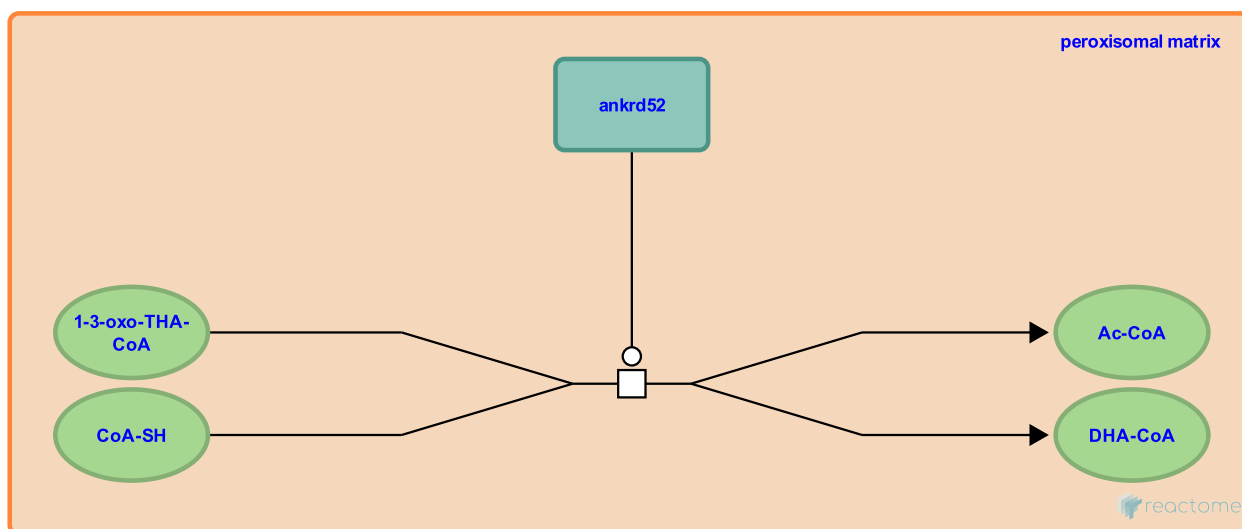 peroxisomal matrix
ankrd52
1-3-oxo-THA-
CoA
Ac-CoA
CoA-SH
DHA-CoA
reactome